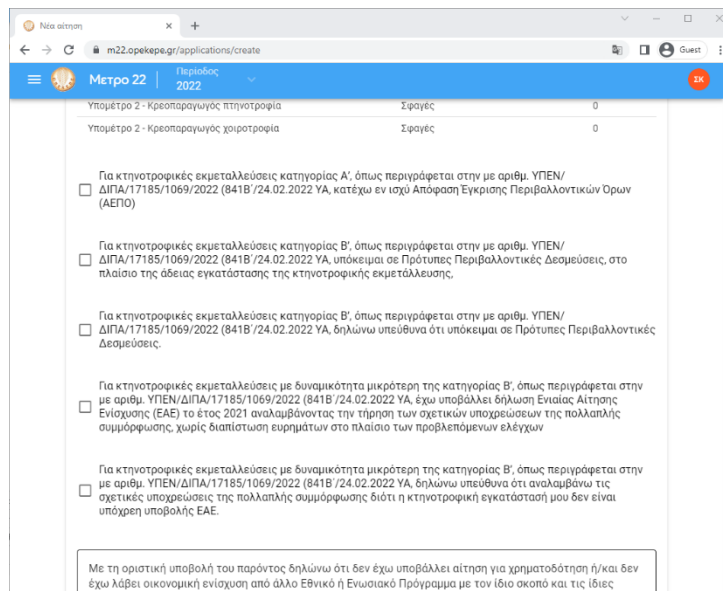 Νέα αίτηση
m22.opekepe.gr/applications/create
Guest
Μετρο 22
Περίοδος
2022
ΣΚ
Υπομέτρο 2 - Κρεοπαραγωγός πτηνοτροφία Σφαγές 0
Υπομέτρο 2 - Κρεοπαραγωγός χοιροτροφία Σφαγές 0
Για κτηνοτροφικές εκμεταλλεύσεις κατηγορίας Α’, όπως περιγράφεται στην με αριθμ. ΥΠΕΝ/
ΔΙΠΑ/17185/1069/2022 (841Β΄/24.02.2022 ΥΑ, κατέχω εν ισχύ Απόφαση Έγκρισης Περιβαλλοντικών Όρων
(ΑΕΠΟ)
Για κτηνοτροφικές εκμεταλλεύσεις κατηγορίας Β’, όπως περιγράφεται στην με αριθμ. ΥΠΕΝ/
ΔΙΠΑ/17185/1069/2022 (841Β΄/24.02.2022 ΥΑ, υπόκειμαι σε Πρότυπες Περιβαλλοντικές Δεσμεύσεις, στο
πλαίσιο της άδειας εγκατάστασης της κτηνοτροφικής εκμετάλλευσης,
Για κτηνοτροφικές εκμεταλλεύσεις κατηγορίας Β’, όπως περιγράφεται στην με αριθμ. ΥΠΕΝ/
ΔΙΠΑ/17185/1069/2022 (841Β΄/24.02.2022 ΥΑ, δηλώνω υπεύθυνα ότι υπόκειμαι σε Πρότυπες Περιβαλλοντικές
Δεσμεύσεις.
Για κτηνοτροφικές εκμεταλλεύσεις με δυναμικότητα μικρότερη της κατηγορίας Β’, όπως περιγράφεται στην
με αριθμ. ΥΠΕΝ/ΔΙΠΑ/17185/1069/2022 (841Β΄/24.02.2022 ΥΑ, έχω υποβάλλει δήλωση Ενιαίας Αίτησης
Ενίσχυσης (ΕΑΕ) το έτος 2021 αναλαμβάνοντας την τήρηση των σχετικών υποχρεώσεων της πολλαπλής
συμμόρφωσης, χωρίς διαπίστωση ευρημάτων στο πλαίσιο των προβλεπόμενων ελέγχων
Για κτηνοτροφικές εκμεταλλεύσεις με δυναμικότητα μικρότερη της κατηγορίας Β’, όπως περιγράφεται στην
με αριθμ. ΥΠΕΝ/ΔΙΠΑ/17185/1069/2022 (841Β΄/24.02.2022 ΥΑ, δηλώνω υπεύθυνα ότι αναλαμβάνω τις
σχετικές υποχρεώσεις της πολλαπλής συμμόρφωσης διότι η κτηνοτροφική εγκατάστασή μου δεν είναι
υπόχρεη υποβολής ΕΑΕ.
Με τη οριστική υποβολή του παρόντος δηλώνω ότι δεν έχω υποβάλλει αίτηση για χρηματοδότηση ή/και δεν
έχω λάβει οικονομική ενίσχυση από άλλο Εθνικό ή Ενωσιακό Πρόγραμμα με τον ίδιο σκοπό και τις ίδιες